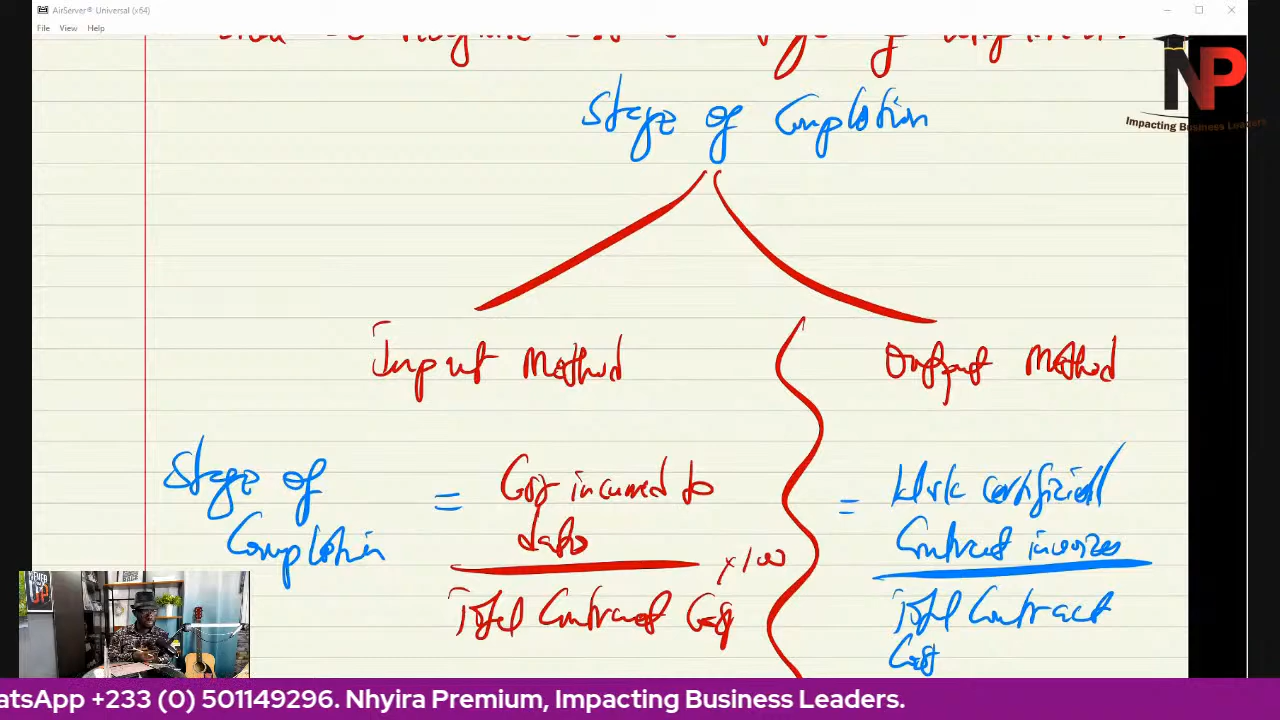 AirServer Universal (x64)
File View Help
NP
Impacting Business Leaders
Stage of Completion
Input Method
Output Method
Stage of
Completion
= Cost incurred to
date
x100
Total Contract Cost
= Work certified/
Contract invoices
Total Contract
Cost
atsApp +233 (0) 501149296. Nhyira Premium, Impacting Business Leaders.